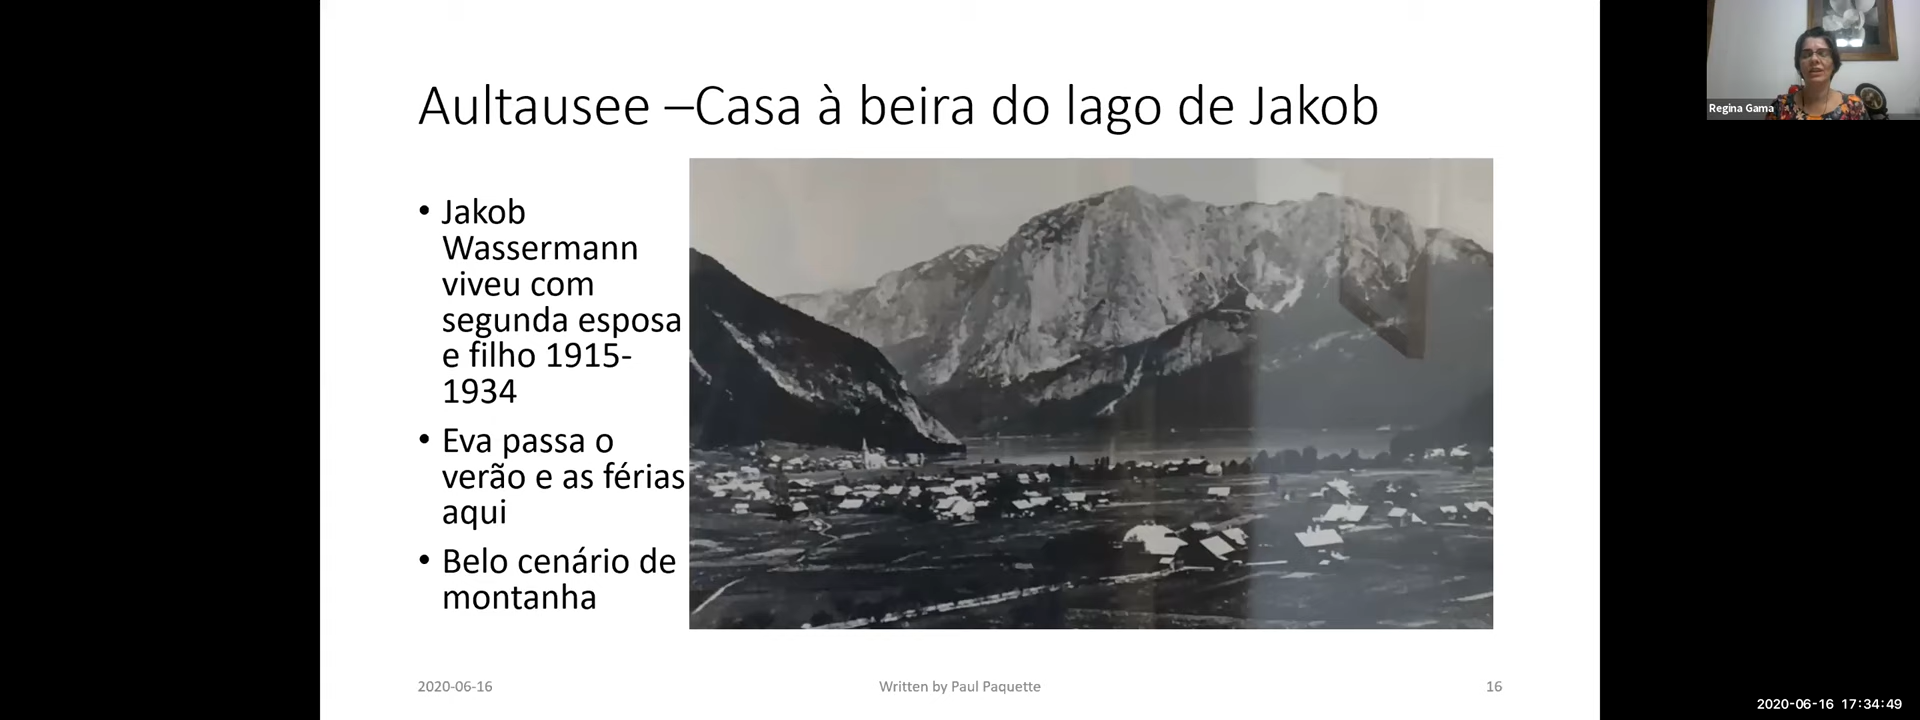 Aultausee –Casa à beira do lago de Jakob
• Jakob
Wassermann
viveu com
segunda esposa
e filho 1915-
1934
• Eva passa o
verão e as férias
aqui
• Belo cenário de
montanha
2020-06-16
Written by Paul Paquette
16
Regina Gama
2020-06-16 17:34:49